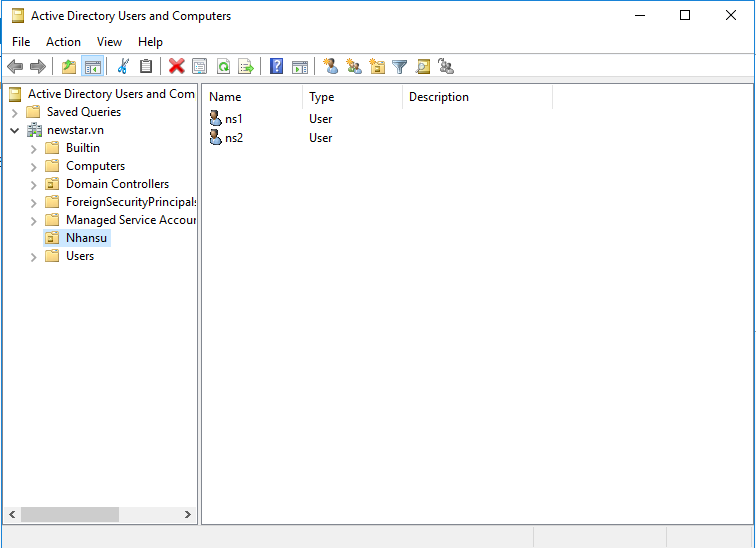 Active Directory Users and Computers
File Action View Help
Active Directory Users and Com
Saved Queries
newstar.vn
Builtin
Computers
Domain Controllers
ForeignSecurityPrincipals
Managed Service Accour
Nhansu
Users
Name Type Description
ns1 User
ns2 User